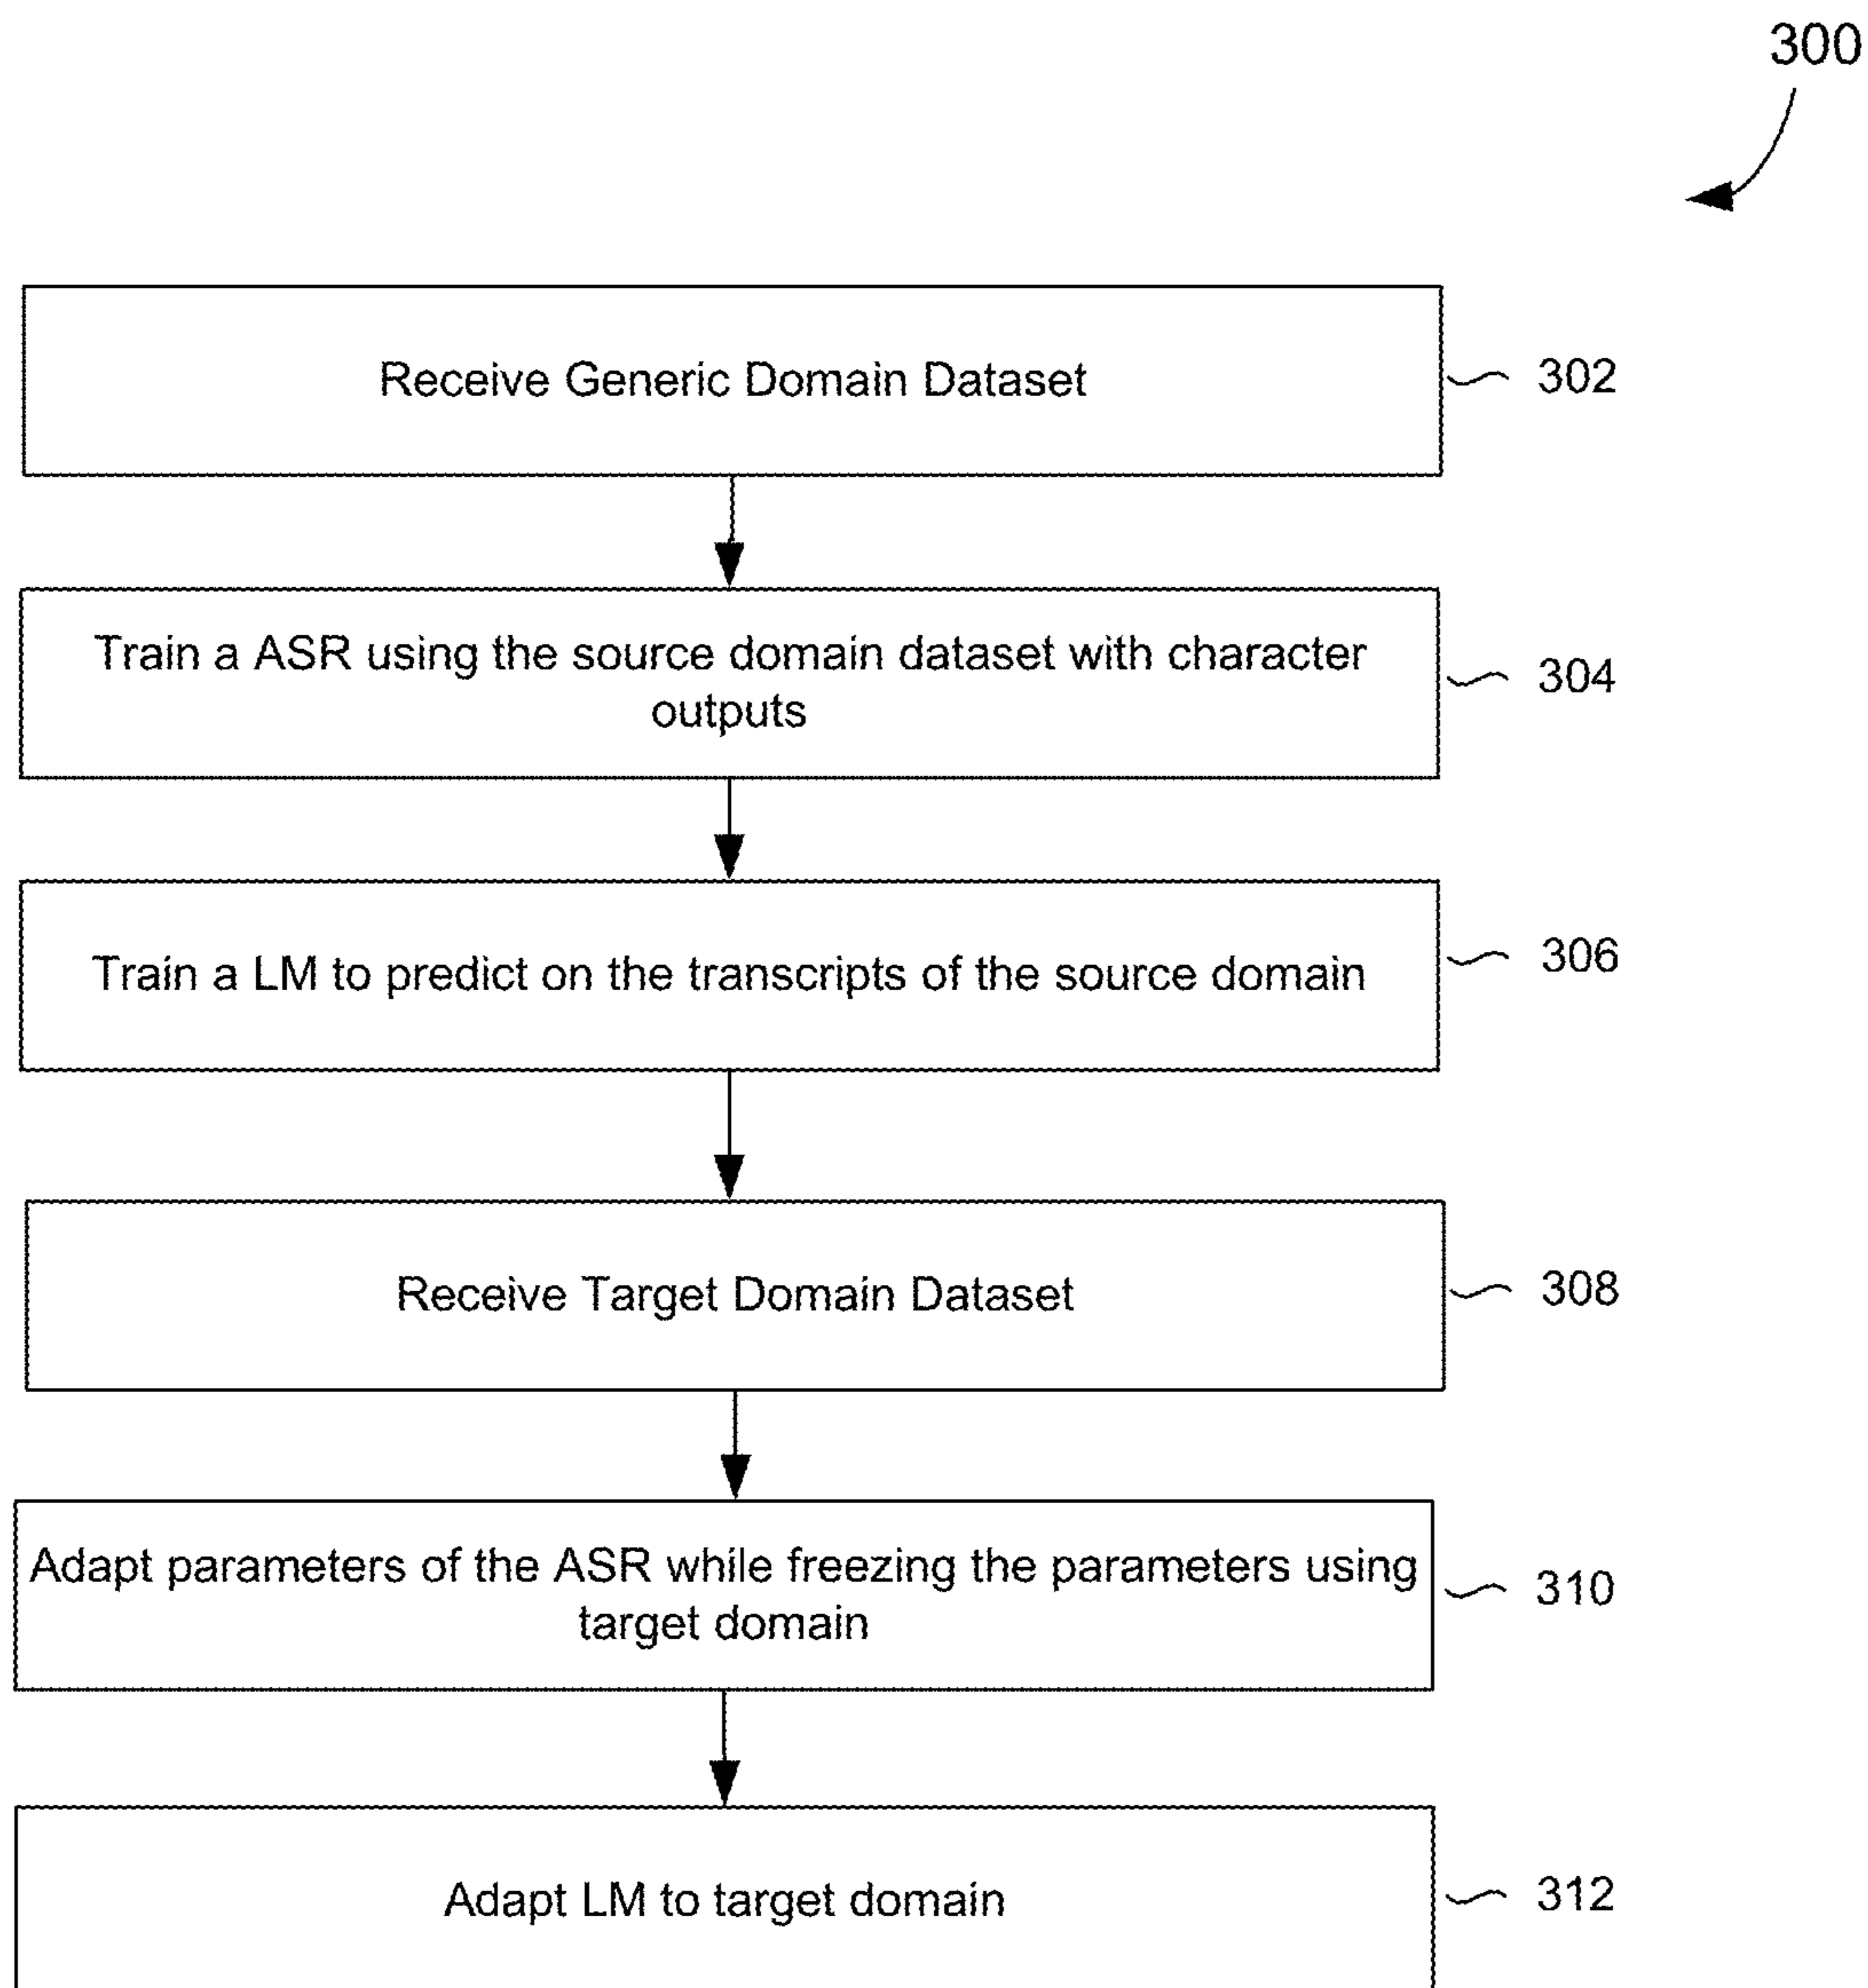 300
Receive Generic Domain Dataset
302
Train a ASR using the source domain dataset with character
outputs
304
Train a LM to predict on the transcripts of the source domain
306
Receive Target Domain Dataset
308
Adapt parameters of the ASR while freezing the parameters using
target domain
310
Adapt LM to target domain
312